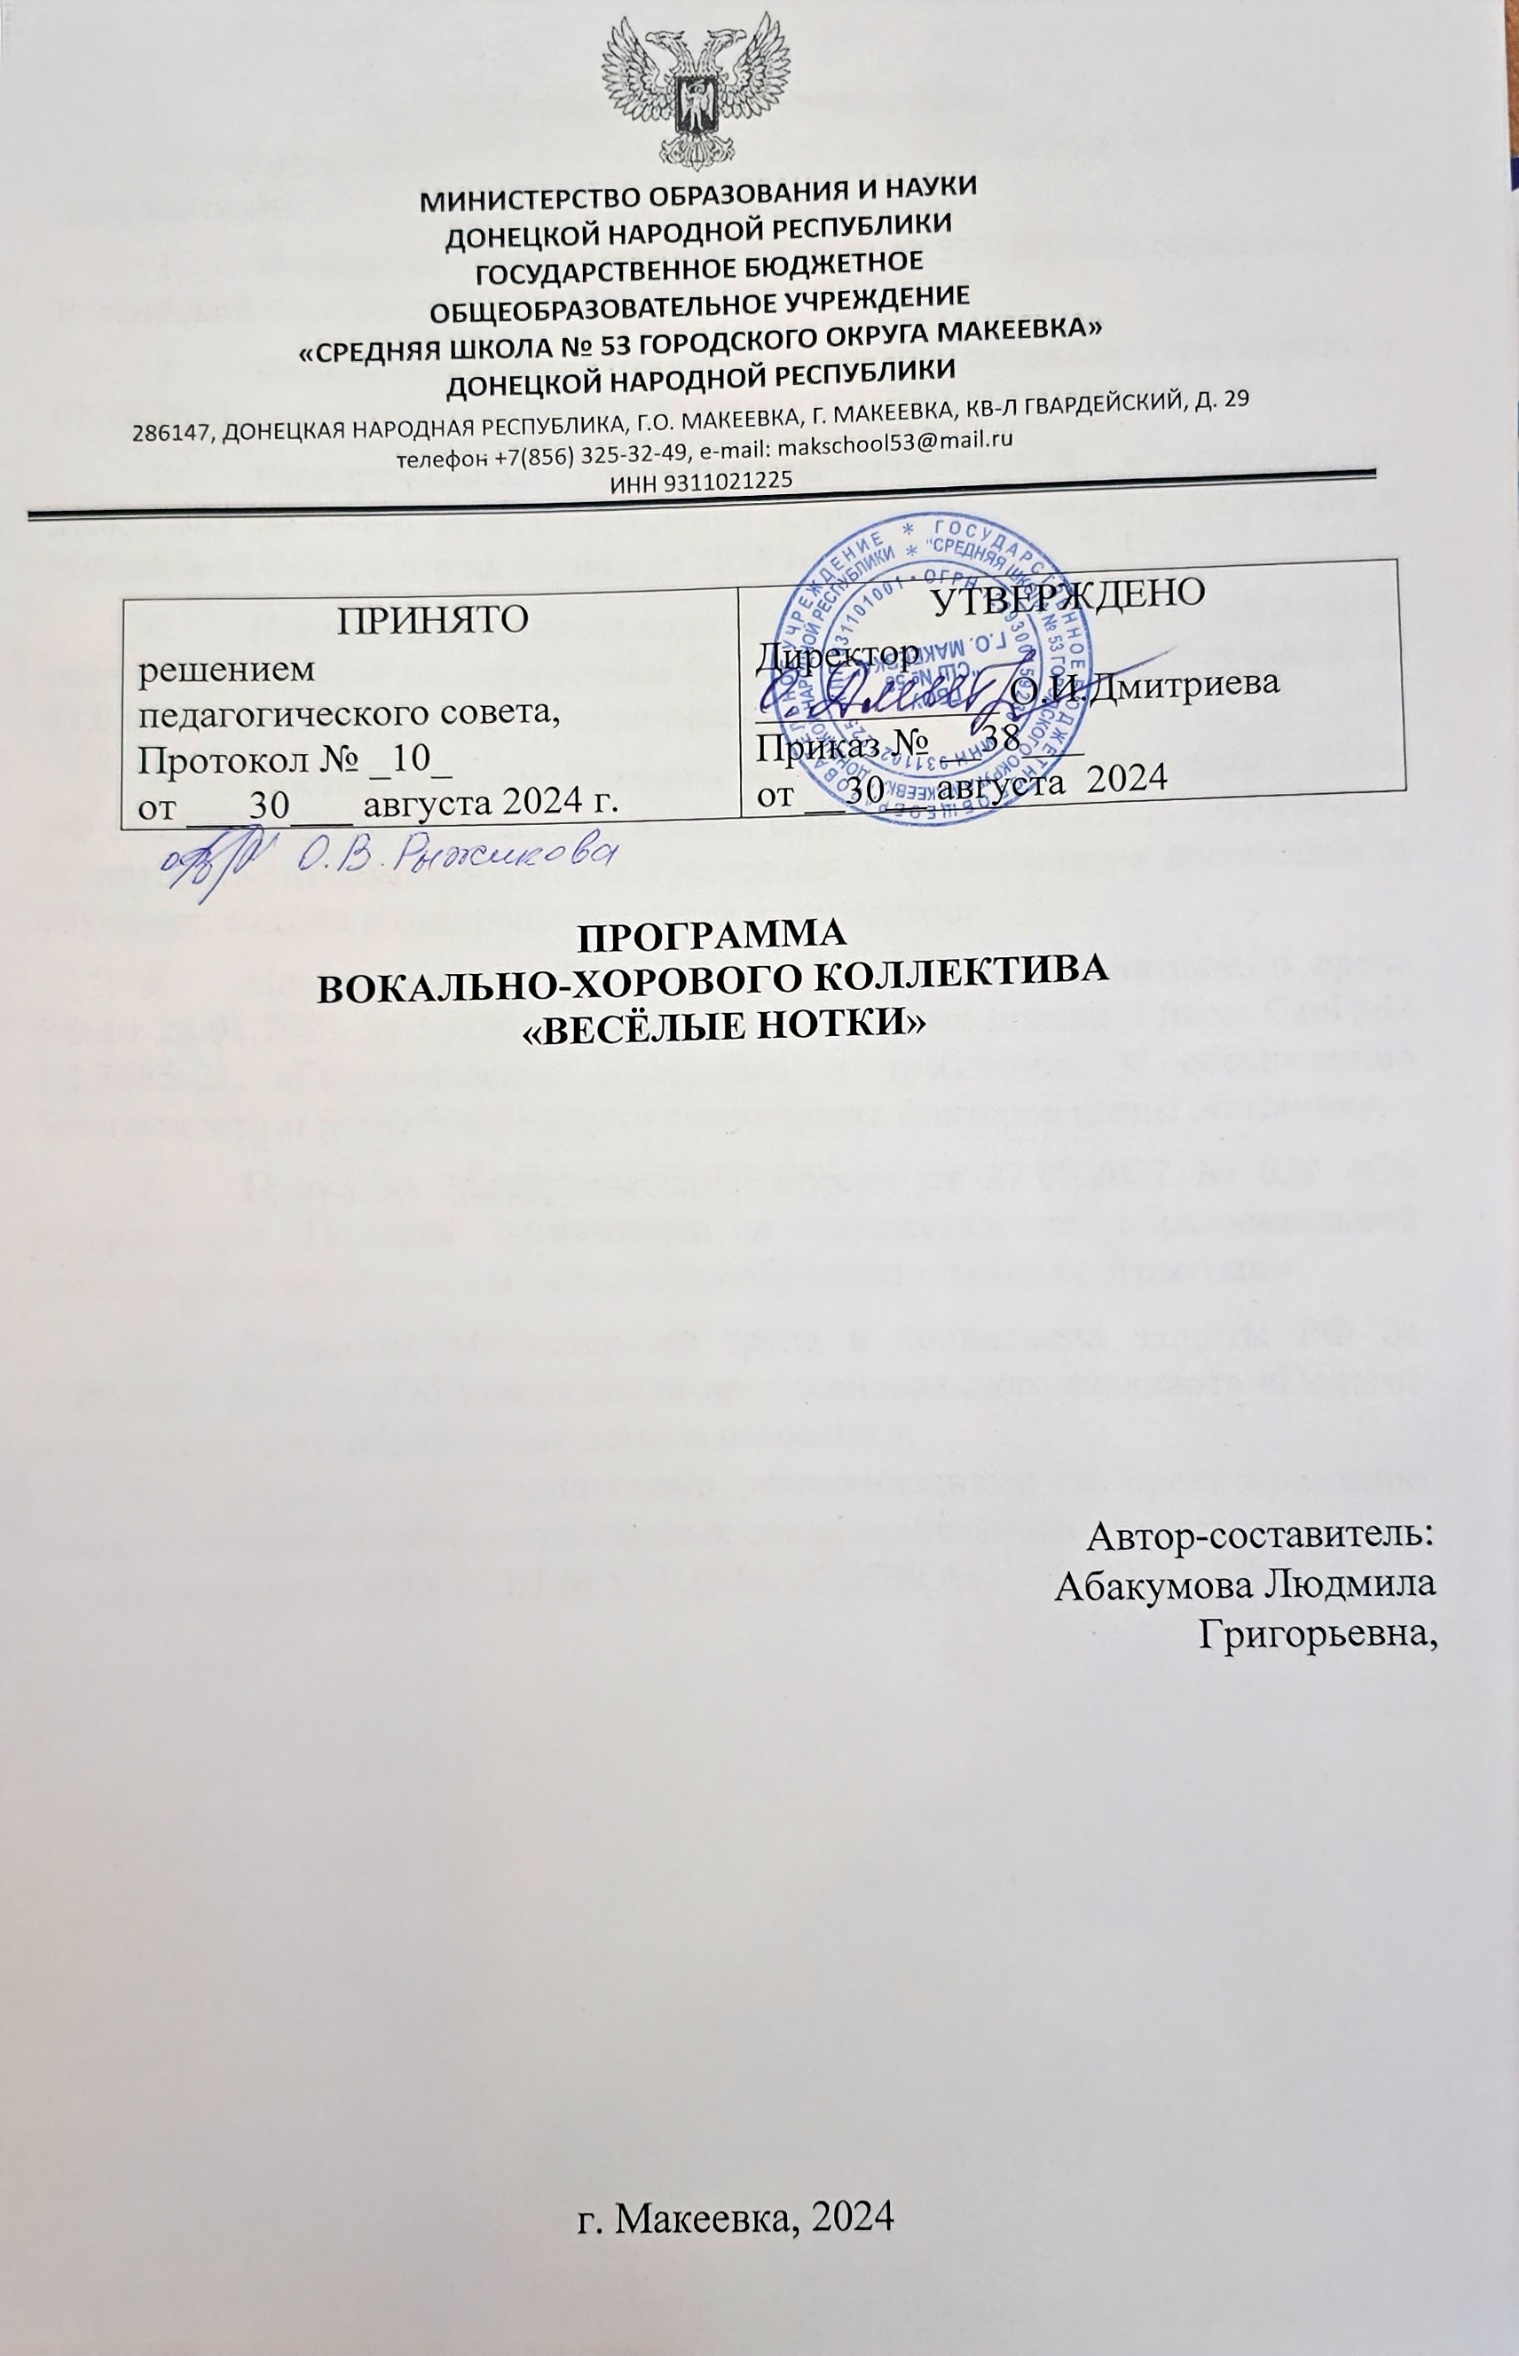 МИНИСТЕРСТВО ОБРАЗОВАНИЯ И НАУКИ
ДОНЕЦКОЙ НАРОДНОЙ РЕСПУБЛИКИ
ГОСУДАРСТВЕННОЕ БЮДЖЕТНОЕ
ОБЩЕОБРАЗОВАТЕЛЬНОЕ УЧРЕЖДЕНИЕ
«СРЕДНЯЯ ШКОЛА № 53 ГОРОДСКОГО ОКРУГА МАКЕЕВКА»
ДОНЕЦКОЙ НАРОДНОЙ РЕСПУБЛИКИ
286147, ДОНЕЦКАЯ НАРОДНАЯ РЕСПУБЛИКА, Г.О. МАКЕЕВКА, Г. МАКЕЕВКА, КВ-Л ГВАРДЕЙСКИЙ, Д. 29
телефон +7(856) 325-32-49, e-mail: makschool53@mail.ru
ИНН 9311021225
ПРИНЯТО
решением
педагогического совета,
Протокол № _10_
от ___30___ августа 2024 г.
О.В. Рыжикова
УТВЕРЖДЕНО
Директор
О.И.Дмитриева
Приказ № __38___
от __30__ августа 2024
ПРОГРАММА
ВОКАЛЬНО-ХОРОВОГО КОЛЛЕКТИВА
«ВЕСЁЛЫЕ НОТКИ»
Автор-составитель:
Абакумова Людмила
Григорьевна,
г. Макеевка, 2024